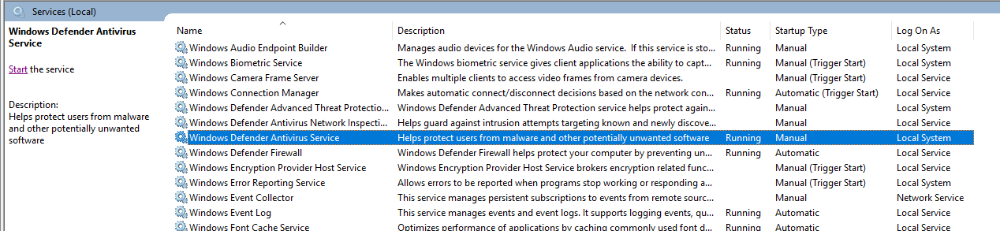 Services (Local)
Windows Defender Antivirus
Service
Start the service
Description:
Helps protect users from malware
and other potentially unwanted
software
Name Description Status Startup Type Log On As
Windows Audio Endpoint Builder Manages audio devices for the Windows Audio service. If this service is sto... Running Manual Local System
Windows Biometric Service The Windows biometric service gives client applications the ability to capt... Running Manual (Trigger Start) Local System
Windows Camera Frame Server Enables multiple clients to access video frames from camera devices. Manual (Trigger Start) Local Service
Windows Connection Manager Makes automatic connect/disconnect decisions based on the network con... Running Automatic (Trigger Start) Local Service
Windows Defender Advanced Threat Protectio... Windows Defender Advanced Threat Protection service helps protect again... Manual Local System
Windows Defender Antivirus Network Inspecti... Helps guard against intrusion attempts targeting known and newly discove... Manual Local Service
Windows Defender Antivirus Service Helps protect users from malware and other potentially unwanted software Running Manual Local System
Windows Defender Firewall Windows Defender Firewall helps protect your computer by preventing un... Running Automatic Local Service
Windows Encryption Provider Host Service Windows Encryption Provider Host Service brokers encryption related func... Manual (Trigger Start) Local Service
Windows Error Reporting Service Allows errors to be reported when programs stop working or responding a... Manual (Trigger Start) Local System
Windows Event Collector This service manages persistent subscriptions to events from remote sourc... Manual Network Service
Windows Event Log This service manages events and event logs. It supports logging events, qu... Running Automatic Local Service
Windows Font Cache Service Optimizes performance of applications by caching commonly used font d... Running Automatic Local Service